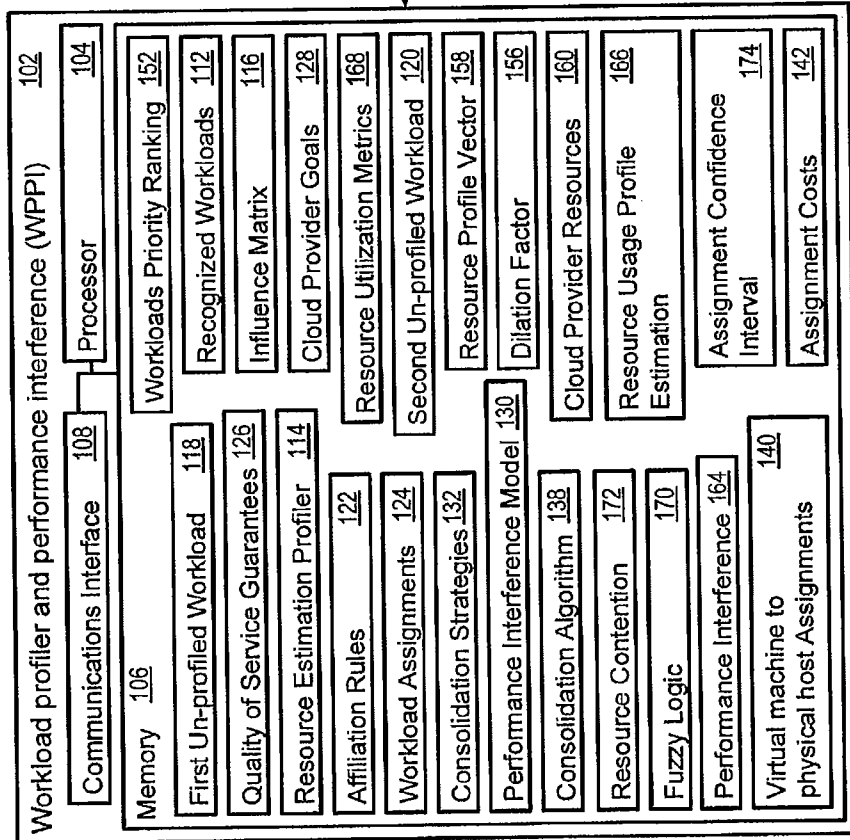 Workload profiler and performance interference (WPPI) 102
Communications Interface 108
Processor 104
Memory 106
First Un-profiled Workload 118
Quality of Service Guarantees 126
Resource Estimation Profiler 114
Affiliation Rules 122
Workload Assignments 124
Consolidation Strategies 132
Performance Interference Model 130
Consolidation Algorithm 138
Resource Contention 172
Fuzzy Logic 170
Performance Interference 164
Virtual machine to
physical host Assignments 140
Workloads Priority Ranking 152
Recognized Workloads 112
Influence Matrix 116
Cloud Provider Goals 128
Resource Utilization Metrics 168
Second Un-profiled Workload 120
Resource Profile Vector 158
Dilation Factor 156
Cloud Provider Resources 160
Resource Usage Profile 166
Estimation
Assignment Confidence
Interval 174
Assignment Costs 142